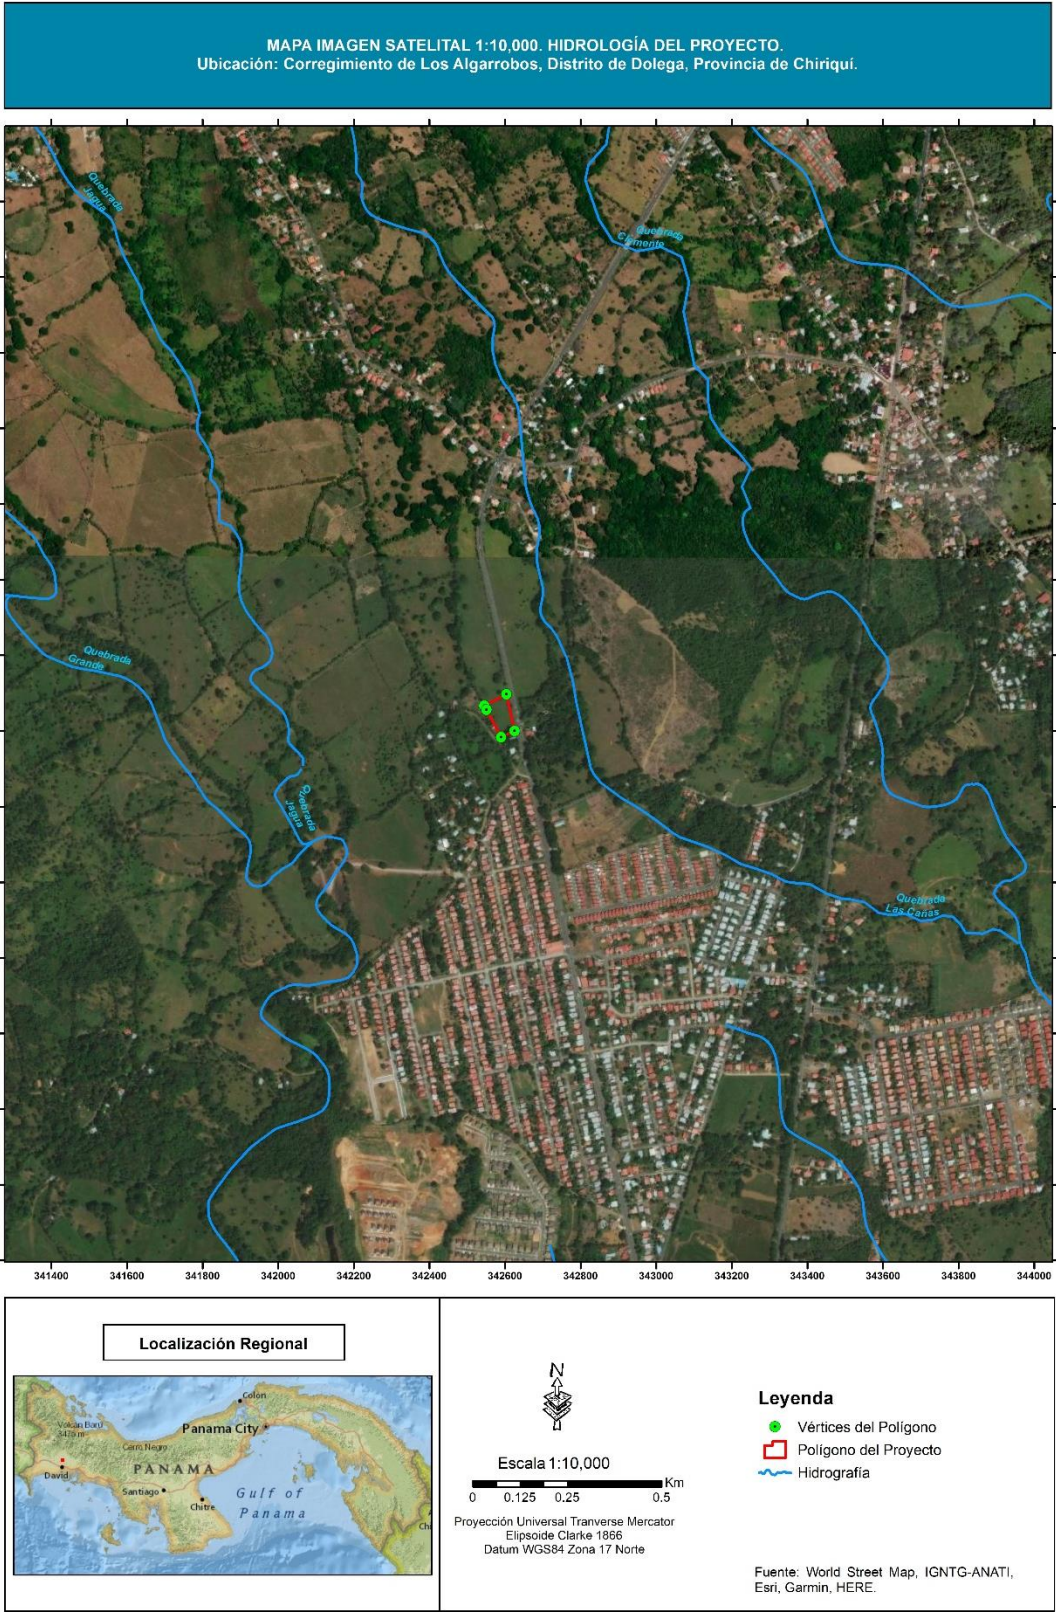 MAPA IMAGEN SATELITAL 1:10,000. HIDROLOGÍA DEL PROYECTO.
Ubicación: Corregimiento de Los Algarrobos, Distrito de Dolega, Provincia de Chiriquí.
Quebrada
Jagua
Quebrada
Clemente
Quebrada
Grande
Quebrada
Jagua
Quebrada
Las Cañas
341400
341600
341800
342000
342200
342400
342600
342800
343000
343200
343400
343600
343800
344000
Localización Regional
Colon
Volcán Barú
Panama City
Cerro Negro
PANAMA
David
Santiago
Chitre
Gulf of
Panama
N
Escala 1:10,000
Km
0 0.125 0.25 0.5
Proyección Universal Tranverse Mercator
Elipsoide Clarke 1866
Datum WGS84 Zona 17 Norte
Leyenda
Vértices del Polígono
Polígono del Proyecto
Hidrografía
Fuente: World Street Map, IGNTG-ANATI,
Esri, Garmin, HERE.